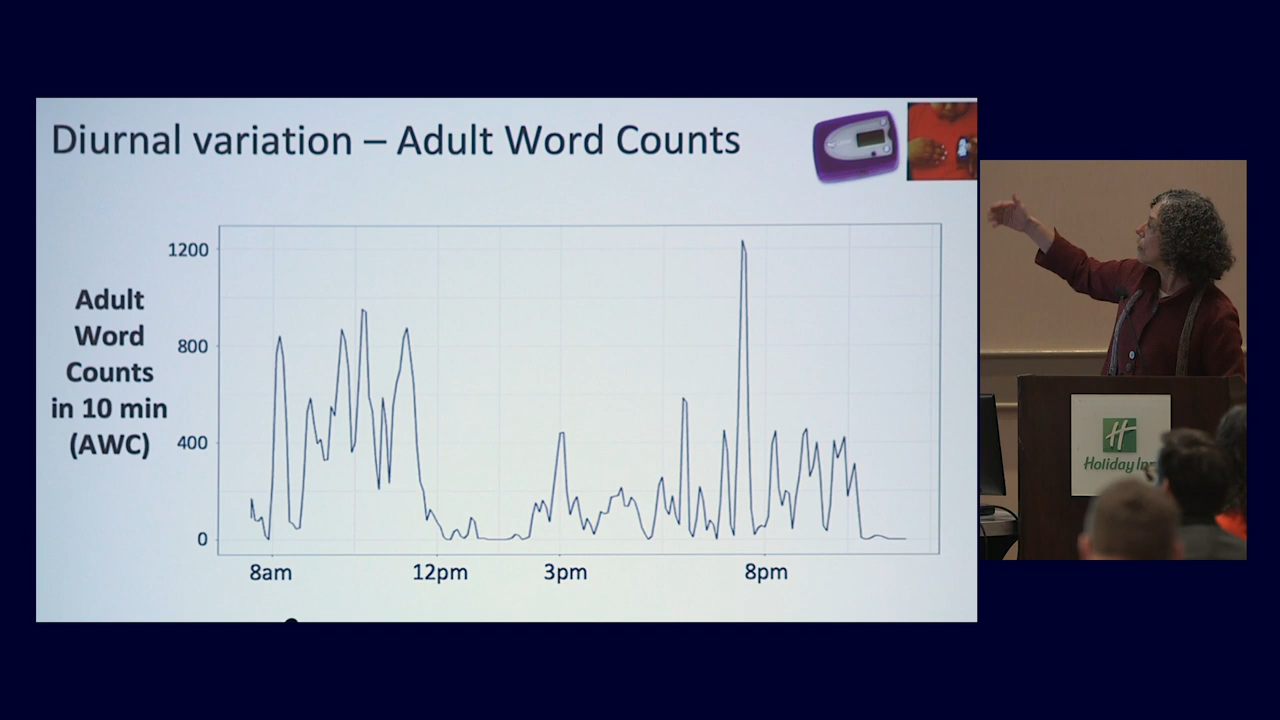 Diurnal variation – Adult Word Counts
Adult
Word
Counts
in 10 min
(AWC)
1200
800
400
0
8am
12pm
3pm
8pm
H
Holiday